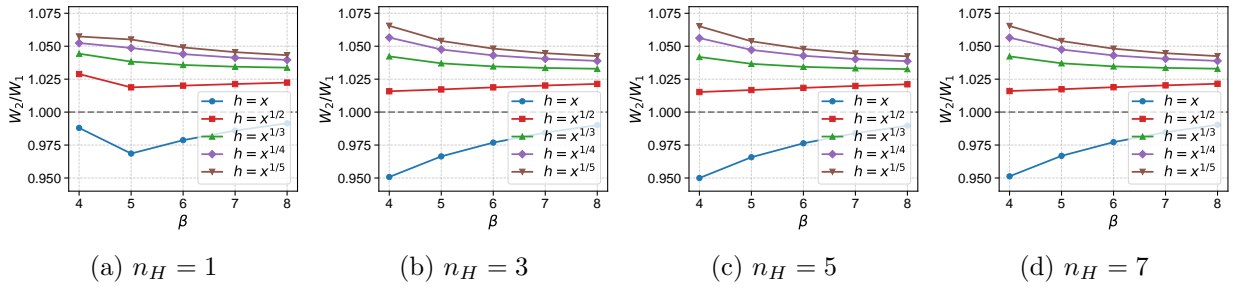 1.075
1.050
1.025
1.000
0.975
0.950
W₂/W₁
h = x
h = x^{1/2}
h = x^{1/3}
h = x^{1/4}
h = x^{1/5}
4 5 6 7 8
β
(a) n_H = 1
1.075
1.050
1.025
1.000
0.975
0.950
W₂/W₁
h = x
h = x^{1/2}
h = x^{1/3}
h = x^{1/4}
h = x^{1/5}
4 5 6 7 8
β
(b) n_H = 3
1.075
1.050
1.025
1.000
0.975
0.950
W₂/W₁
h = x
h = x^{1/2}
h = x^{1/3}
h = x^{1/4}
h = x^{1/5}
4 5 6 7 8
β
(c) n_H = 5
1.075
1.050
1.025
1.000
0.975
0.950
W₂/W₁
h = x
h = x^{1/2}
h = x^{1/3}
h = x^{1/4}
h = x^{1/5}
4 5 6 7 8
β
(d) n_H = 7